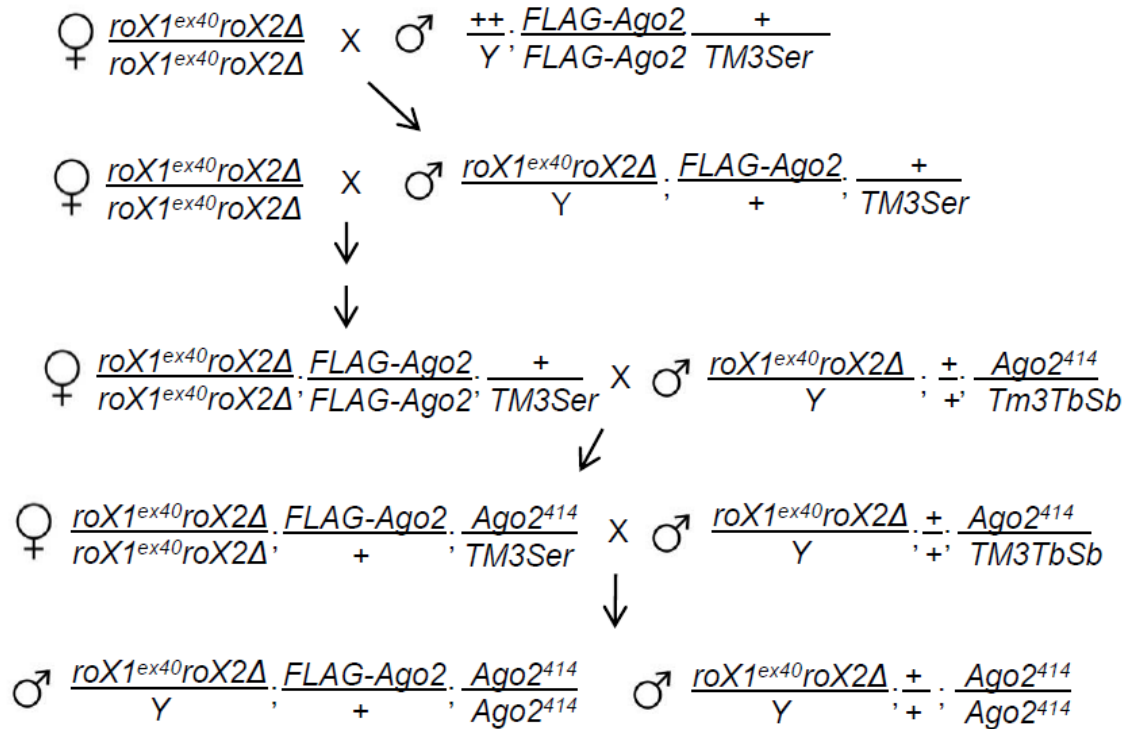 ♀ roX1ex40roX2Δ X ♂ ++ ; FLAG-Ago2 +
roX1ex40roX2Δ Y FLAG-Ago2 TM3Ser
♀ roX1ex40roX2Δ X ♂ roX1ex40roX2Δ ; FLAG-Ago2 ; +
roX1ex40roX2Δ Y + TM3Ser
♀ roX1ex40roX2Δ ; FLAG-Ago2 ; + X ♂ roX1ex40roX2Δ ; + ; Ago2414
roX1ex40roX2Δ FLAG-Ago2 TM3Ser Y + Tm3TbSb
♀ roX1ex40roX2Δ ; FLAG-Ago2 ; Ago2414 X ♂ roX1ex40roX2Δ ; + ; Ago2414
roX1ex40roX2Δ + TM3Ser Y + TM3TbSb
♂ roX1ex40roX2Δ ; FLAG-Ago2 ; Ago2414 ♂ roX1ex40roX2Δ ; + ; Ago2414
Y + Ago2414 Y + Ago2414